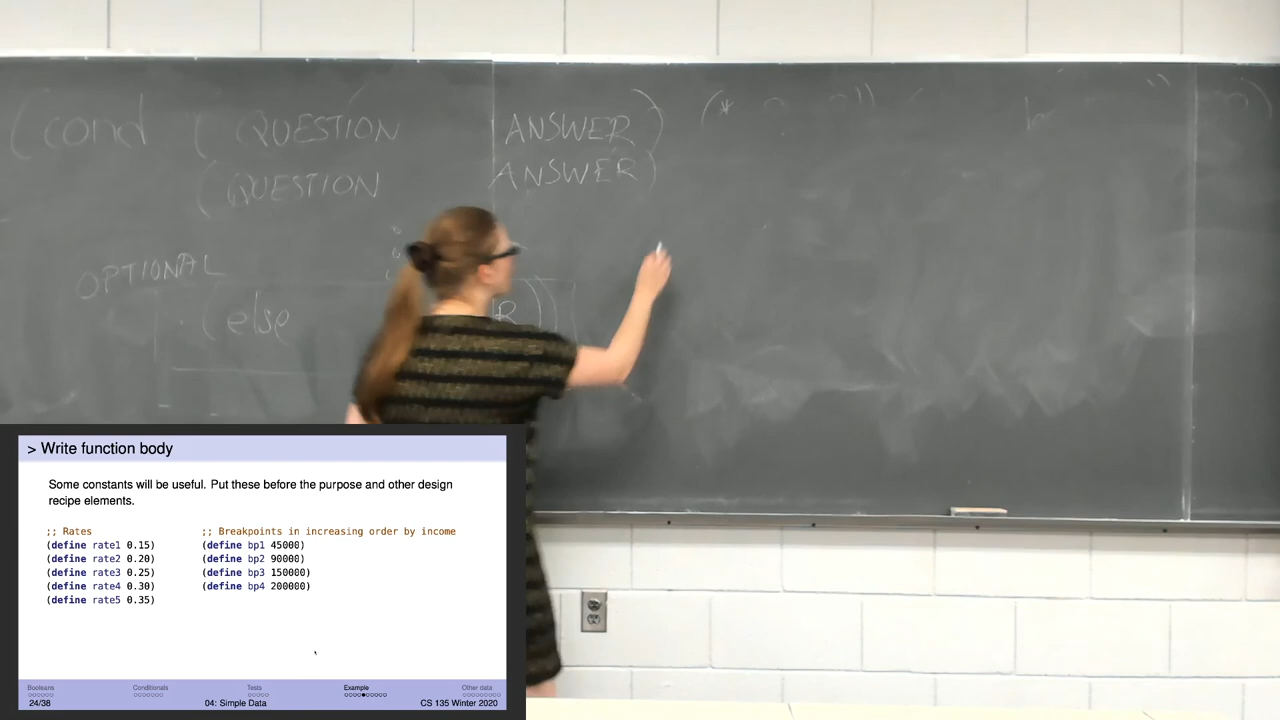 (cond ( QUESTION ANSWER)
( QUESTION ANSWER)
OPTIONAL
(else R))
> Write function body
Some constants will be useful. Put these before the purpose and other design
recipe elements.
;; Rates
(define rate1 0.15)
(define rate2 0.20)
(define rate3 0.25)
(define rate4 0.30)
(define rate5 0.35)
;; Breakpoints in increasing order by income
(define bp1 45000)
(define bp2 90000)
(define bp3 150000)
(define bp4 200000)
Booleans Conditionals Tests Example Other data
24/38 04: Simple Data CS 135 Winter 2020